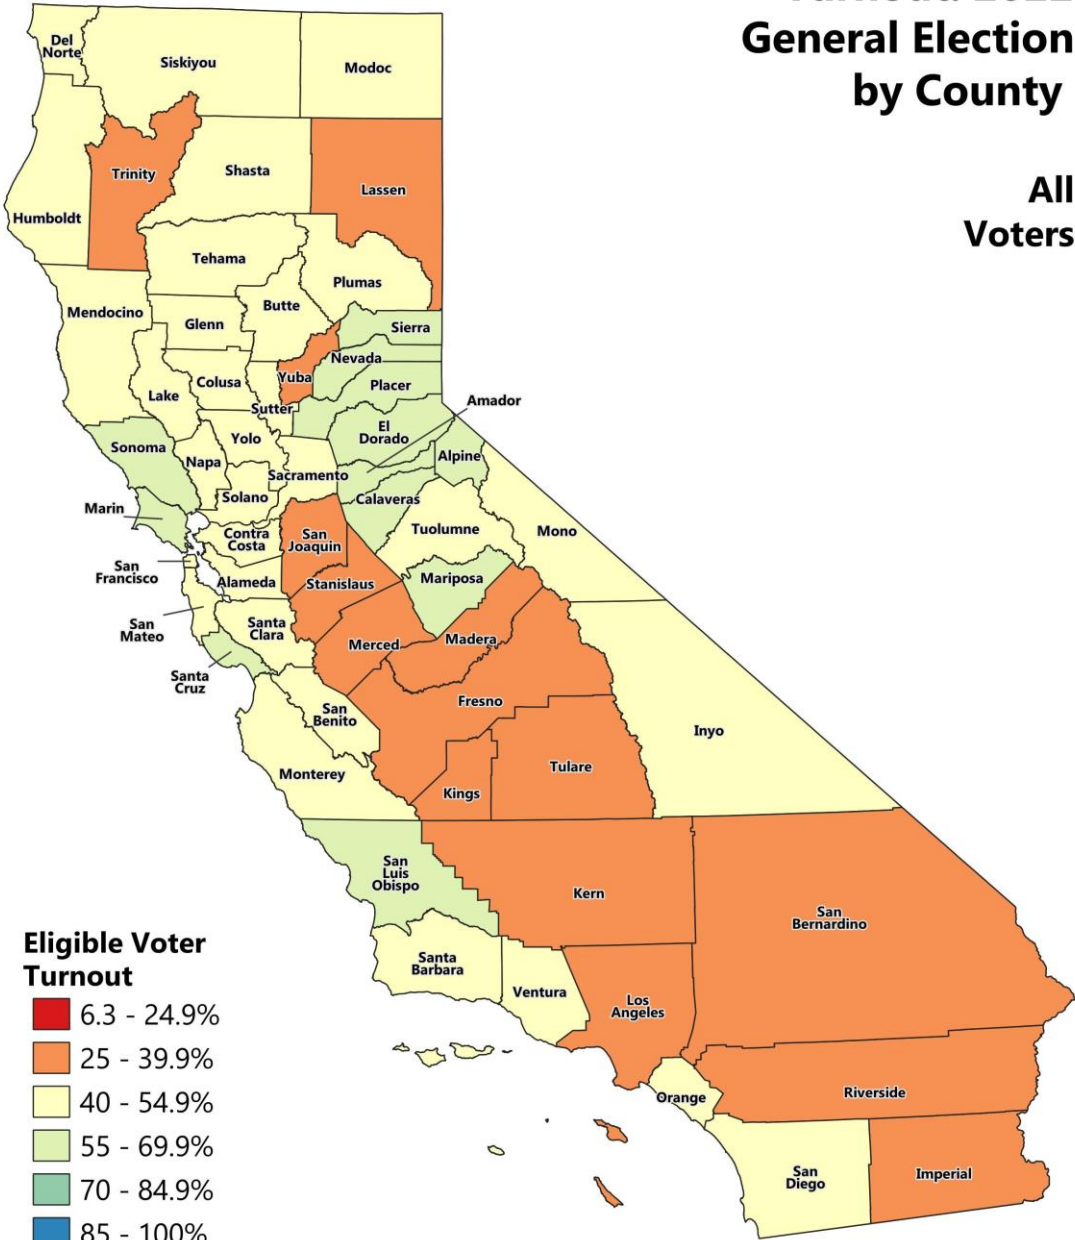 General Election
by County
All
Voters
Del
Norte
Siskiyou
Modoc
Trinity
Shasta
Lassen
Humboldt
Tehama
Plumas
Mendocino
Butte
Glenn
Sierra
Nevada
Yuba
Colusa
Placer
Lake
Sutter
Amador
El
Dorado
Sonoma
Yolo
Napa
Alpine
Sacramento
Solano
Calaveras
Marin
Tuolumne
Mono
Contra
Costa
San
Joaquin
San
Francisco
Alameda
Stanislaus
Mariposa
San
Mateo
Santa
Clara
Merced
Madera
Santa
Cruz
Fresno
San
Benito
Inyo
Monterey
Tulare
Kings
San
Luis
Obispo
Kern
San
Bernardino
Santa
Barbara
Ventura
Los
Angeles
Orange
Riverside
San
Diego
Imperial
Eligible Voter
Turnout
6.3 - 24.9%
25 - 39.9%
40 - 54.9%
55 - 69.9%
70 - 84.9%
85 - 100%